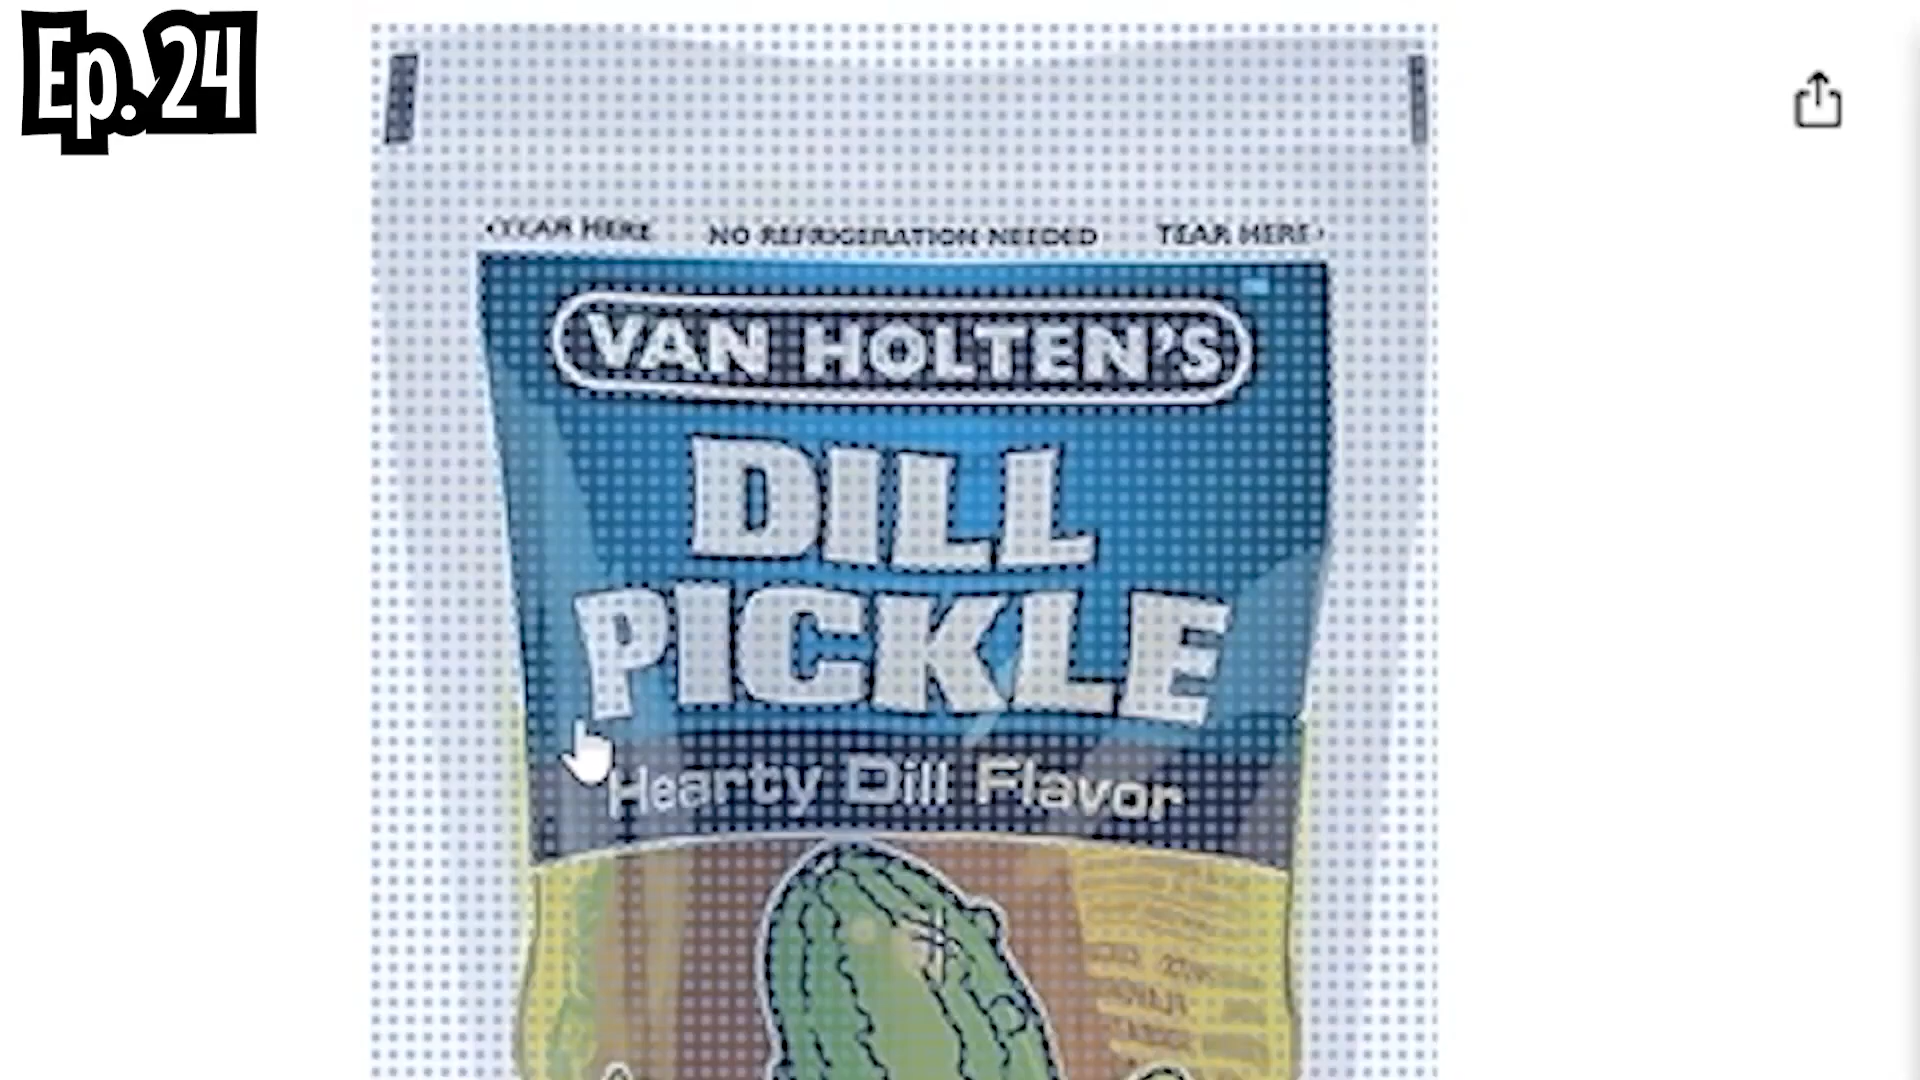 Ep. 24
TEAR HERE NO REFRIGERATION NEEDED TEAR HERE
VAN HOLTEN'S
DILL
PICKLE
Hearty Dill Flavor